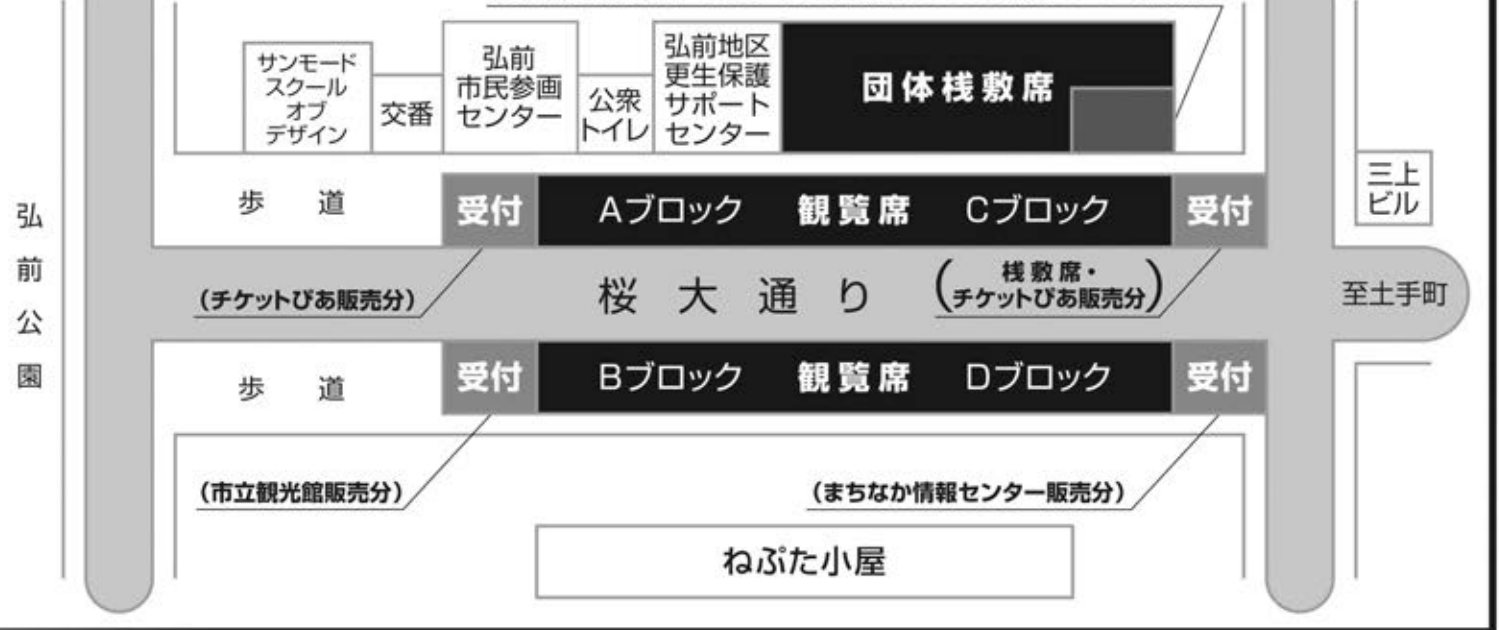 サンモード
スクール
オブ
デザイン
交番
弘前
市民参画
センター
公衆
トイレ
弘前地区
更生保護
サポート
センター
団体桟敷席
三上
ビル
弘前公園
歩道
受付
Aブロック 観覧席 Cブロック
受付
(チケットぴあ販売分)
桜大通り
(桟敷席・
チケットぴあ販売分)
至土手町
歩道
受付
Bブロック 観覧席 Dブロック
受付
(市立観光館販売分)
(まちなか情報センター販売分)
ねぷた小屋